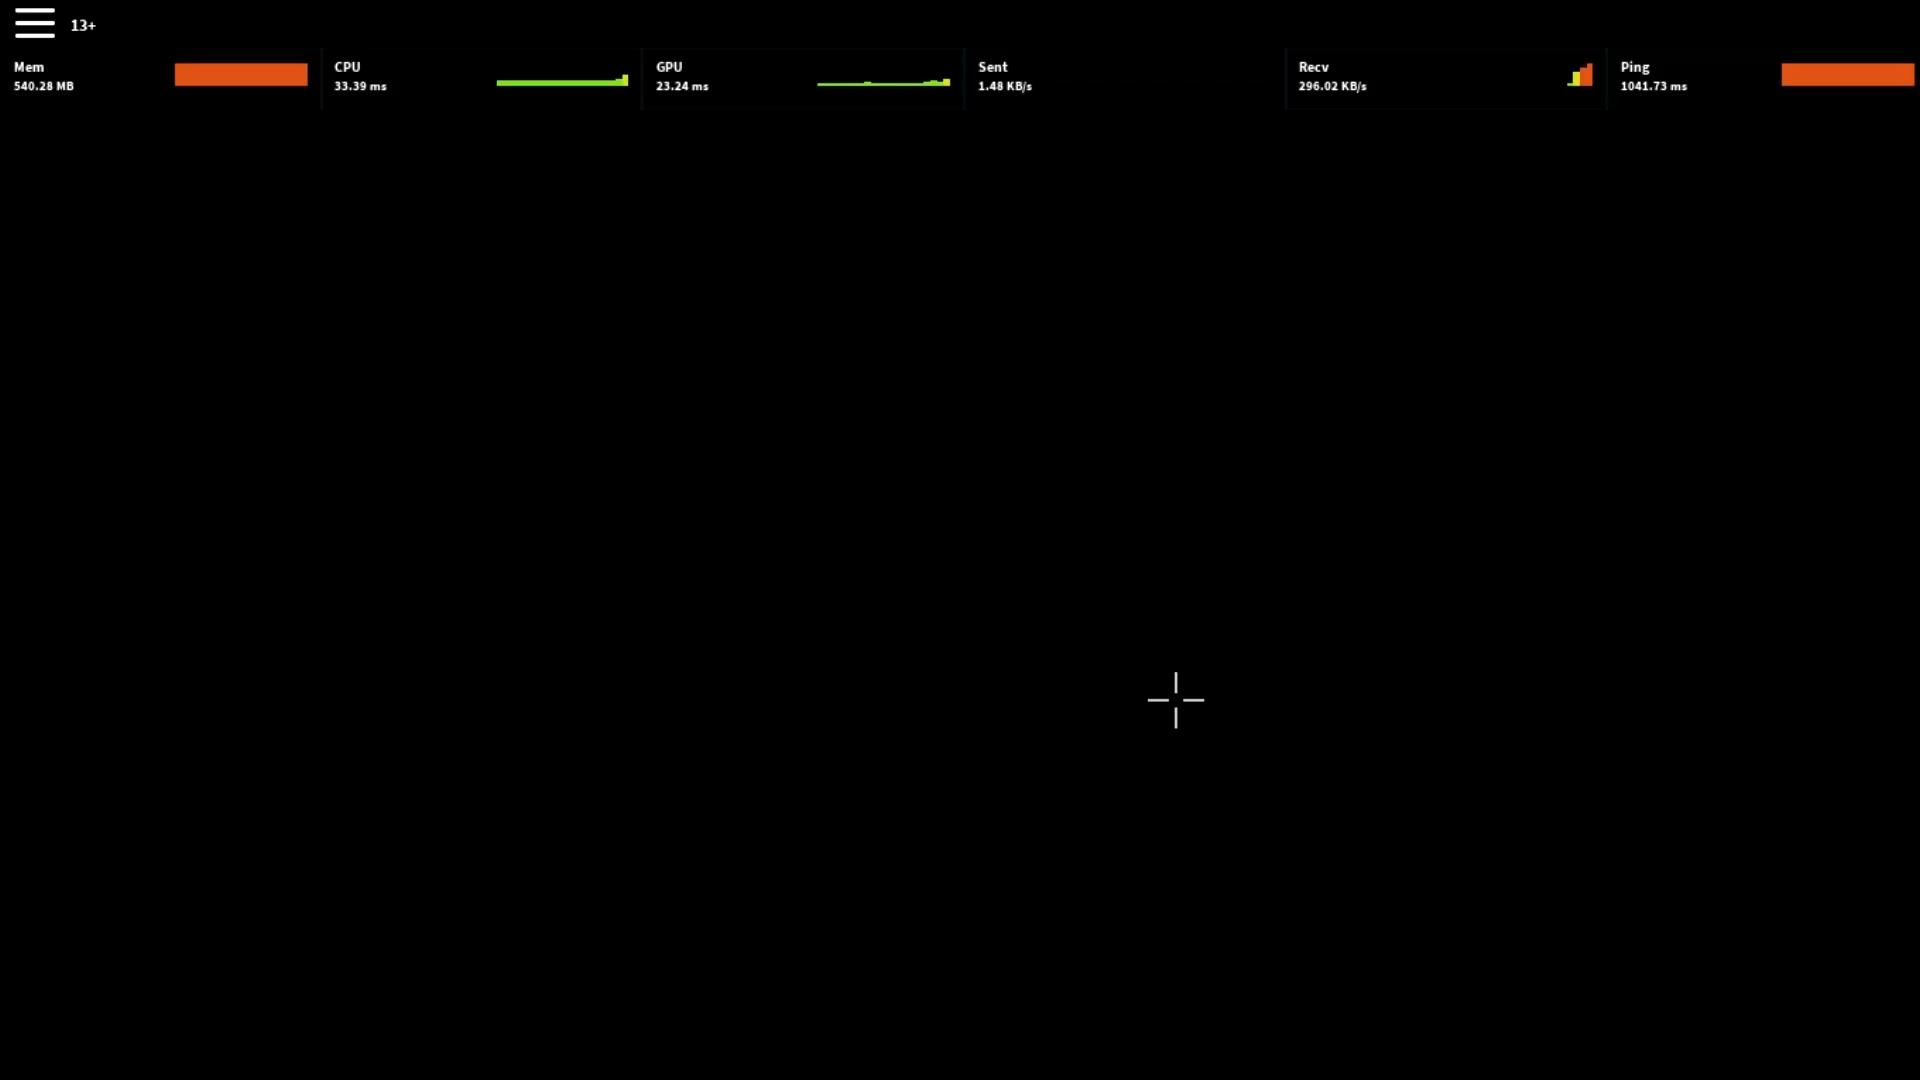 13+
Mem
540.28 MB
CPU
33.39 ms
GPU
23.24 ms
Sent
1.48 KB/s
Recv
296.02 KB/s
Ping
1041.73 ms